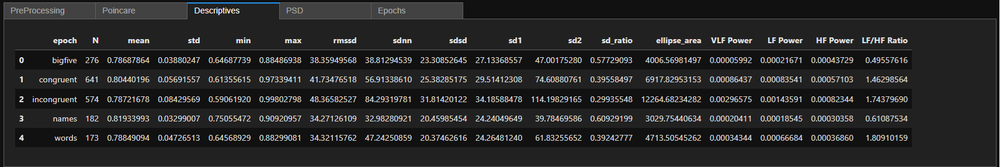 PreProcessing Poincare Descriptives PSD Epochs
epoch N mean std min max rmssd sdnn sdsd sd1 sd2 sd_ratio ellipse_area VLF Power LF Power HF Power LF/HF Ratio
0 bigfive 276 0.78687864 0.03880247 0.64687739 0.88486938 38.35949568 38.81294539 23.30852645 27.13368557 47.00175280 0.57729093 4006.56981497 0.00005992 0.00021671 0.00043729 0.49557616
1 congruent 641 0.80440196 0.05691557 0.61355615 0.97339411 41.73476518 56.91338610 25.38285175 29.51412308 74.60880761 0.39558497 6917.82953153 0.00086437 0.00083541 0.00057103 1.46298564
2 incongruent 574 0.78721678 0.08429569 0.59061920 0.99802798 48.36582527 84.29319781 31.81420122 34.18588478 114.19829165 0.29935548 12264.68234282 0.00296575 0.00143591 0.00082344 1.74379690
3 names 182 0.81933993 0.03299007 0.75055472 0.90920957 34.27126109 32.98280921 20.45985454 24.24049649 39.78469586 0.60929199 3029.75440634 0.00020411 0.00018545 0.00030358 0.61087534
4 words 173 0.78849094 0.04726513 0.64568929 0.88299081 34.32115762 47.24250859 20.37462616 24.26481240 61.83255652 0.39242777 4713.50545262 0.00034344 0.00066684 0.00036860 1.80910159